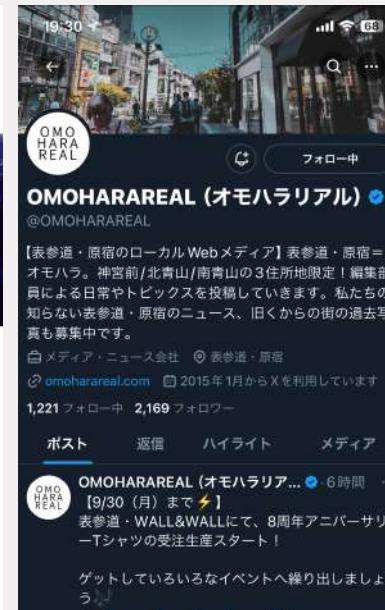 19:30
68
OMO
HARA
REAL
フォロー中
OMOHARAREAL (オモハラリアル)
@OMOHARAREAL
【表参道・原宿のローカルWebメディア】表参道・原宿=
オモハラ。神宮前/北青山/南青山の3住所地限定!編集部
員による日常やトピックスを投稿していきます。私たちの
知らない表参道・原宿のニュース、旧くからの街の過去写
真も募集中です。
メディア・ニュース会社 表参道・原宿
omoharareal.com 2015年1月からXを利用しています
1,221 フォロー中 2,169 フォロワー
ポスト 返信 ハイライト メディア
OMO
HARA
REAL
OMOHARAREAL (オモハラリア... · 6時間
【9/30(月)まで⚡】
表参道・WALL&WALLにて、8周年アニバーサリ
ーTシャツの受注生産スタート!
ゲットしていろいろなイベントへ繰り出しましょ
う